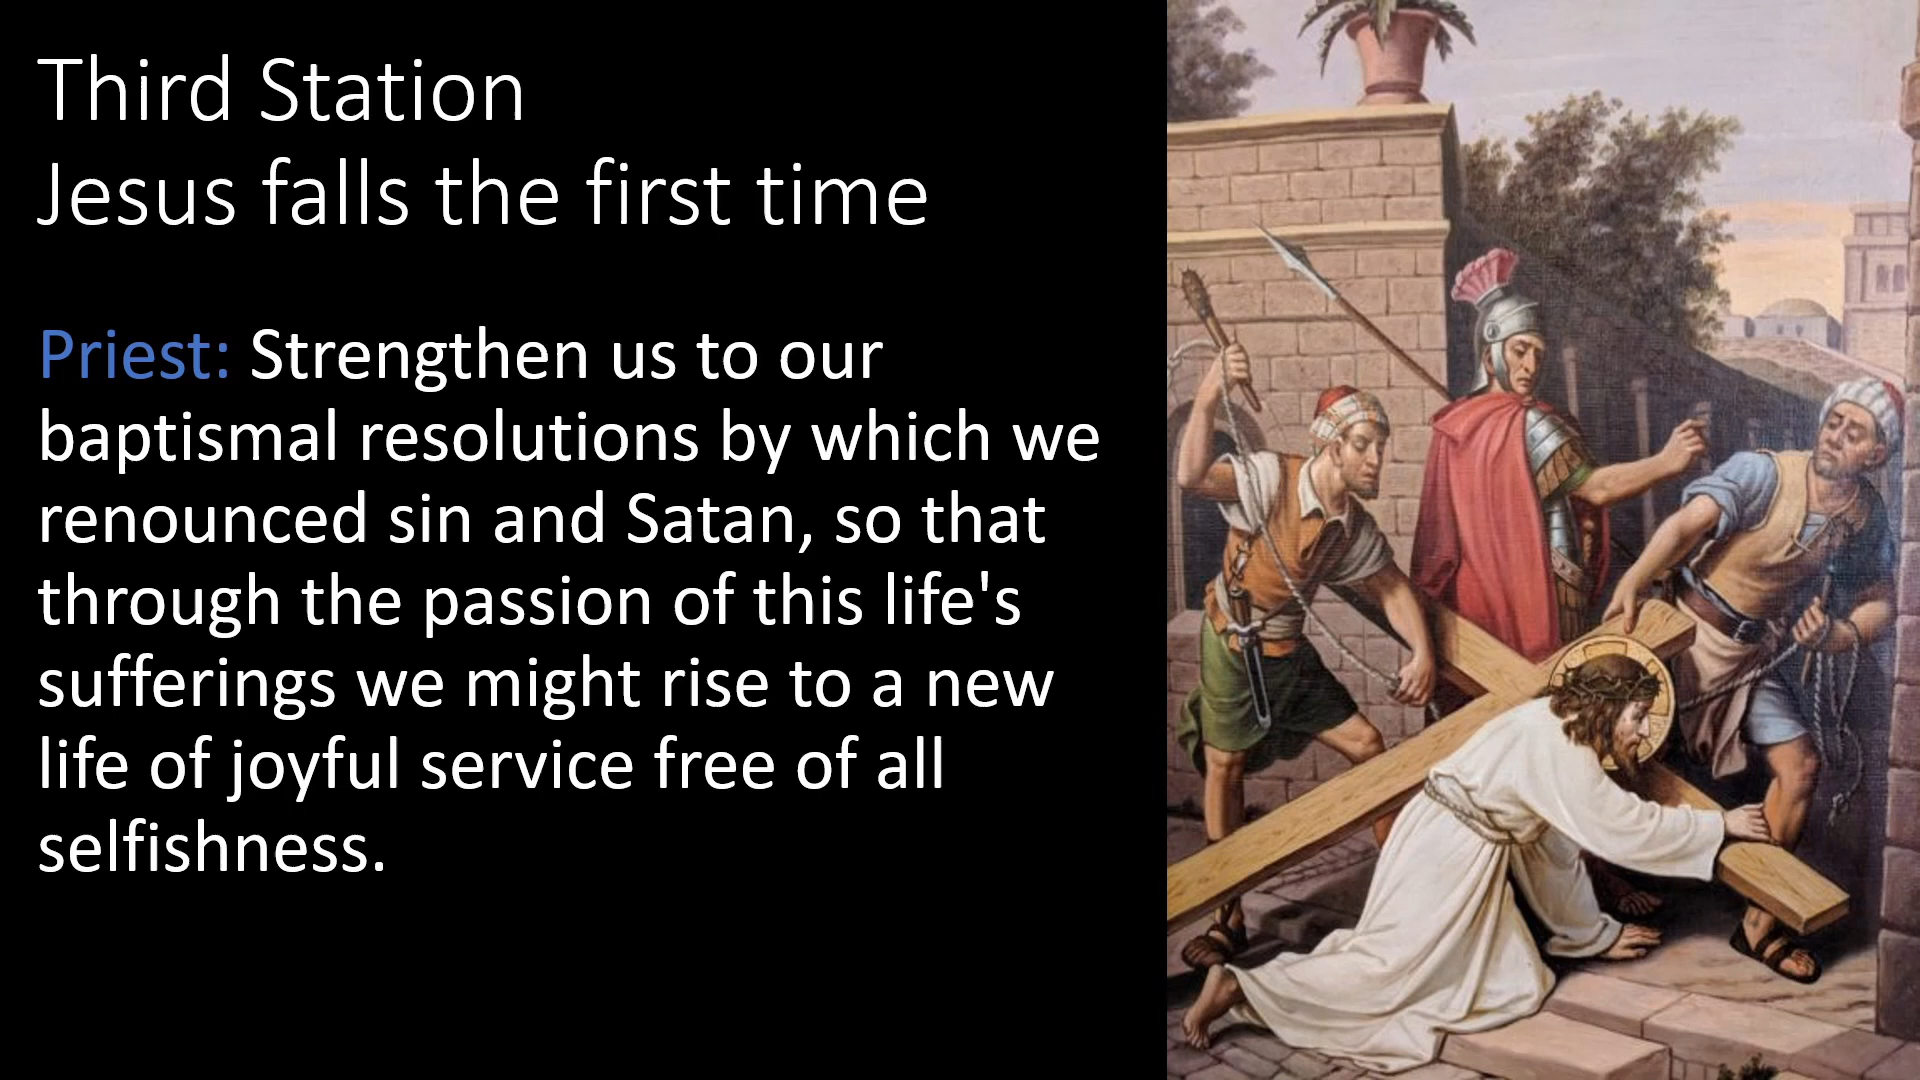 Third Station
Jesus falls the first time
Priest: Strengthen us to our
baptismal resolutions by which we
renounced sin and Satan, so that
through the passion of this life's
sufferings we might rise to a new
life of joyful service free of all
selfishness.